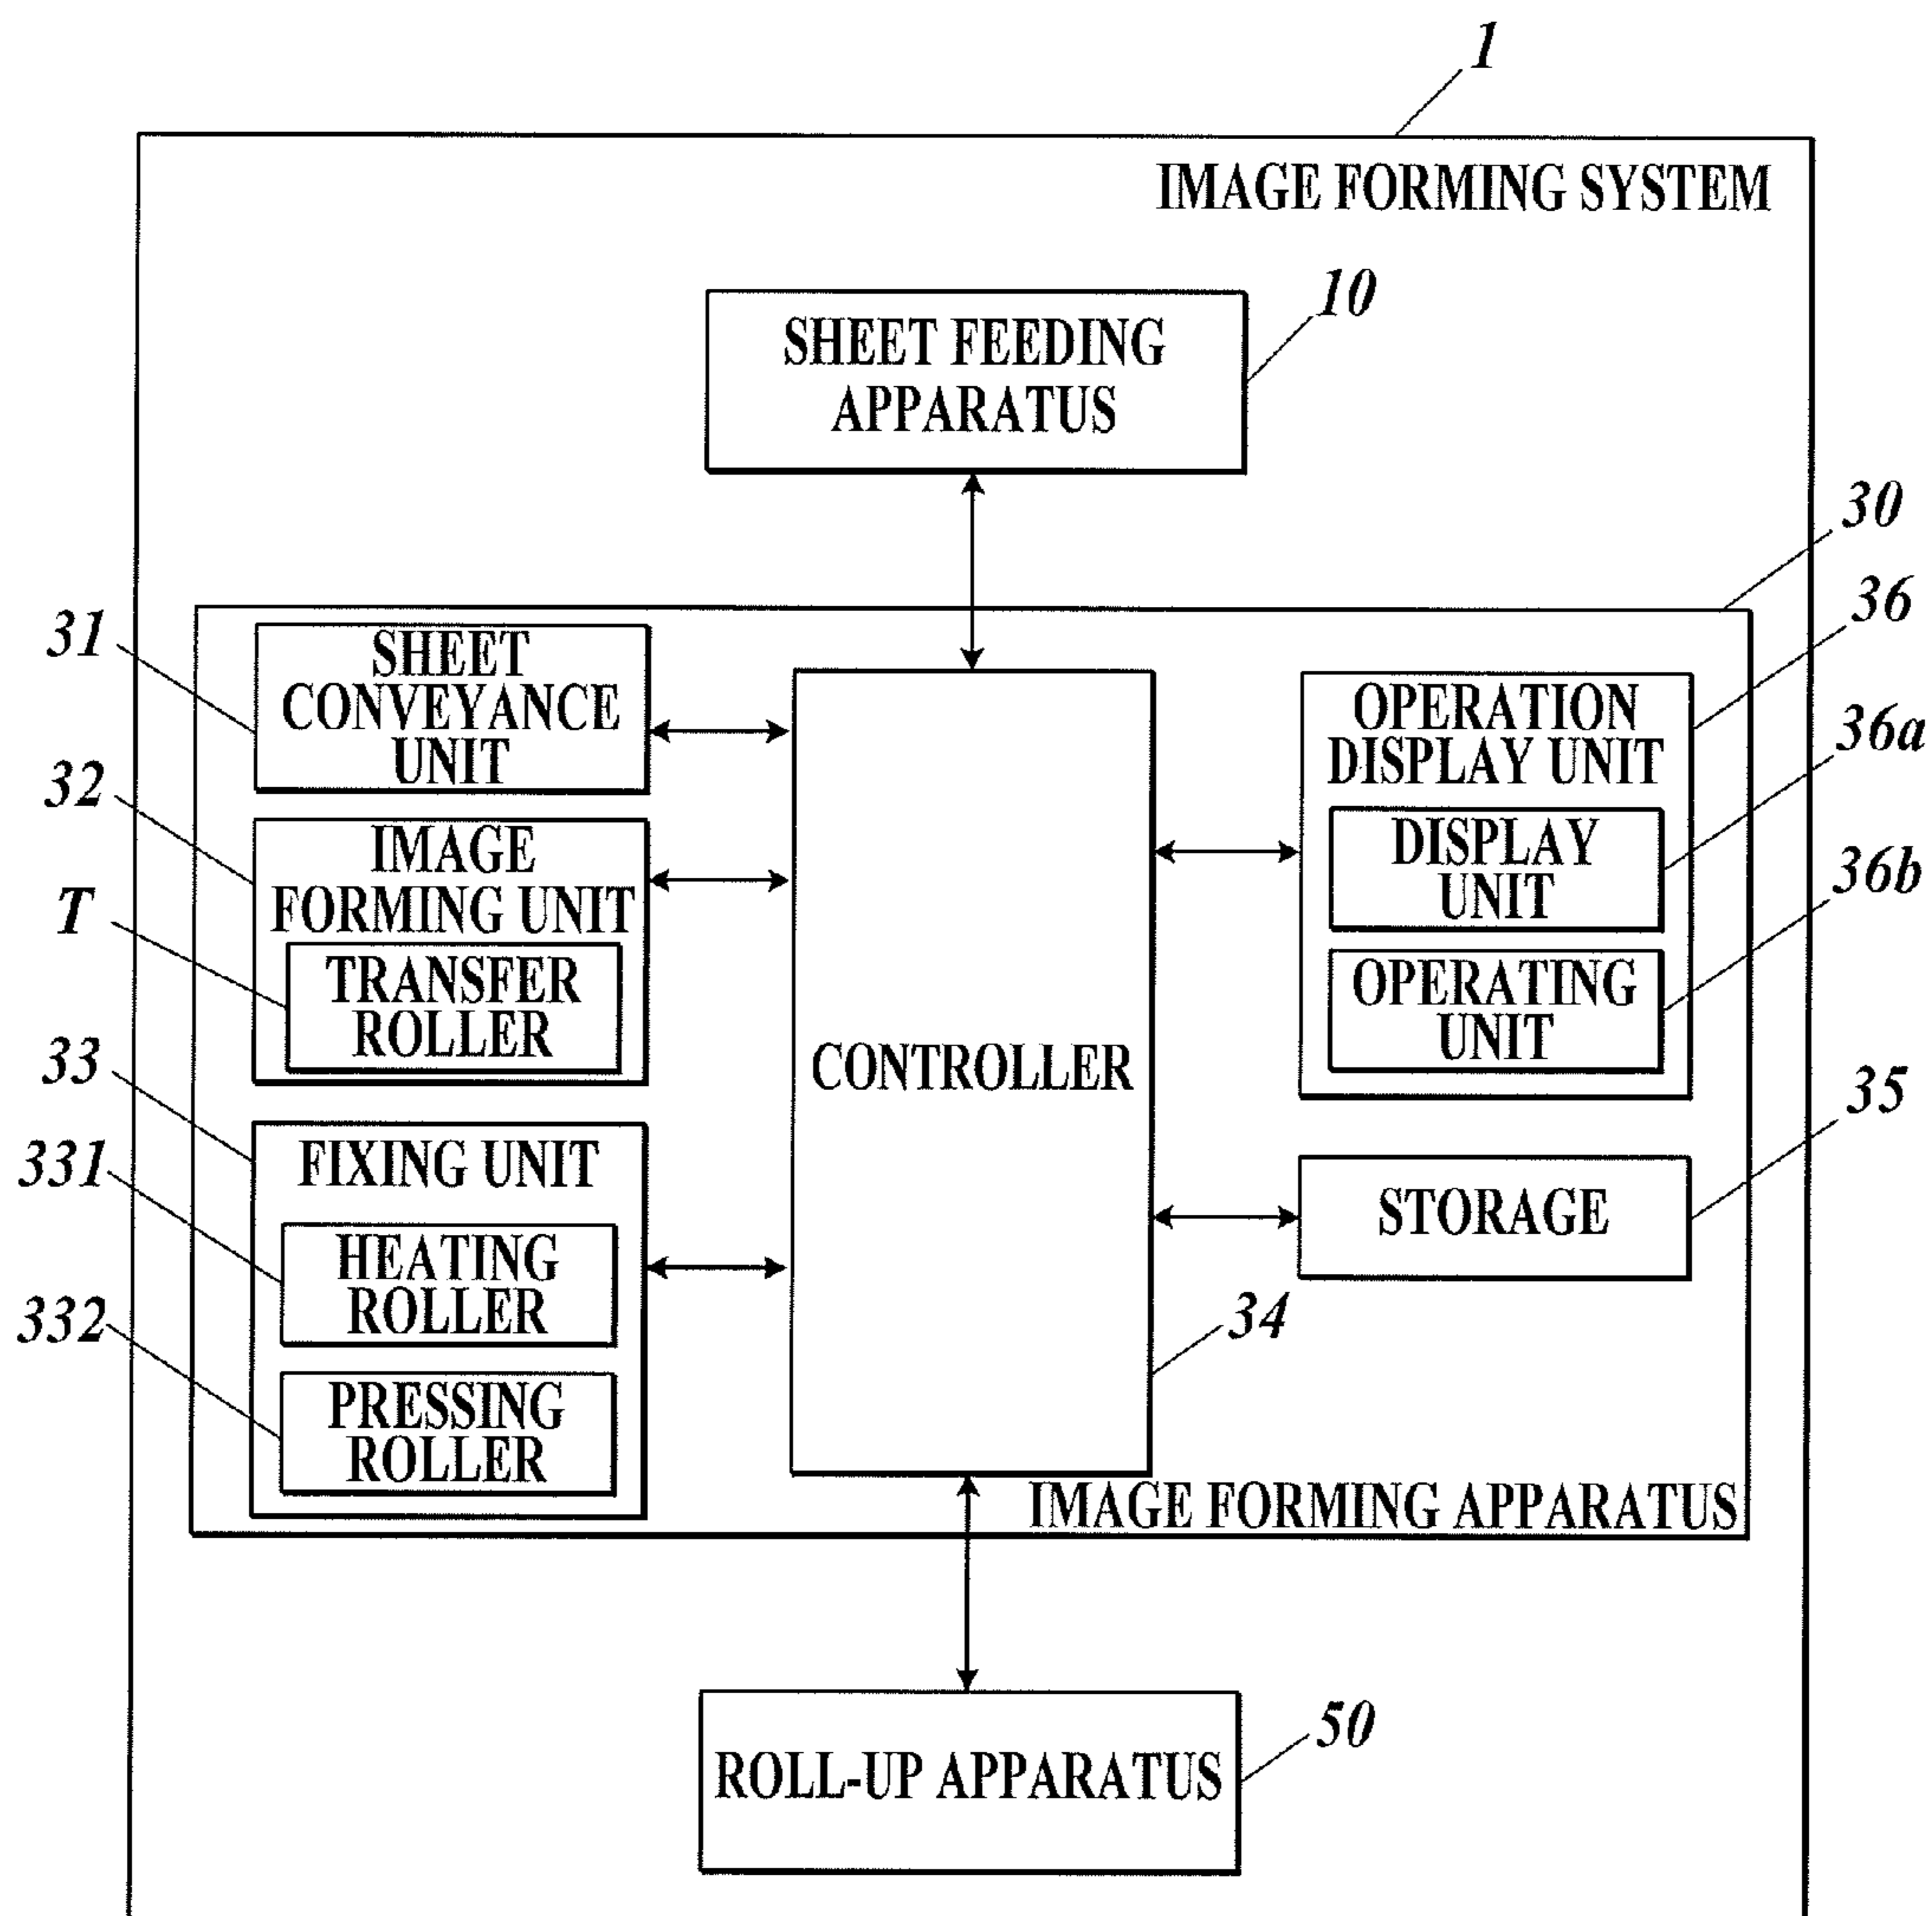 1
IMAGE FORMING SYSTEM
10
SHEET FEEDING
APPARATUS
30
31
SHEET
CONVEYANCE
UNIT
36
OPERATION
DISPLAY UNIT
36a
DISPLAY
UNIT
36b
OPERATING
UNIT
32
IMAGE
FORMING UNIT
T
TRANSFER
ROLLER
CONTROLLER
33
FIXING UNIT
331
HEATING
ROLLER
332
PRESSING
ROLLER
35
STORAGE
34
IMAGE FORMING APPARATUS
50
ROLL-UP APPARATUS